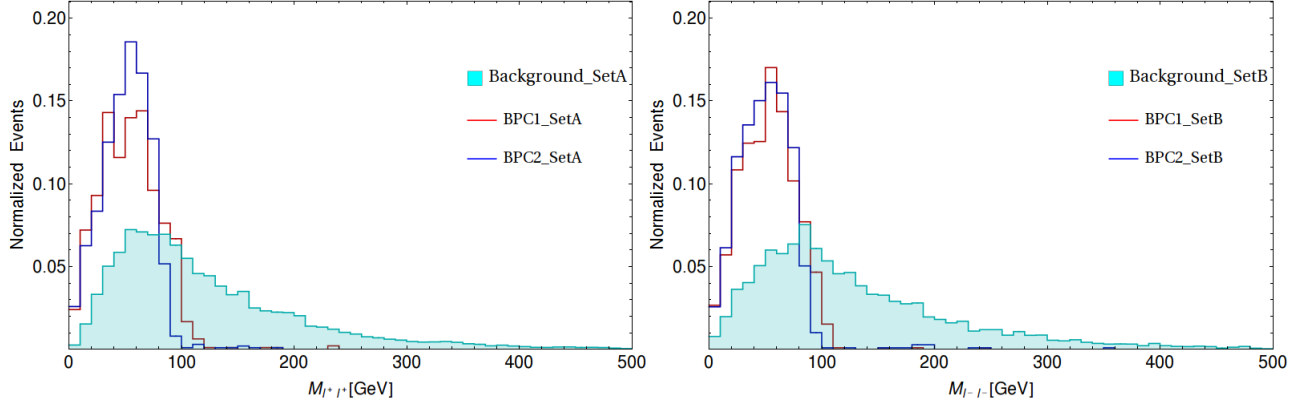 0.20
0.15
0.10
0.05
Normalized Events
Background_SetA
BPC1_SetA
BPC2_SetA
0 100 200 300 400 500
M_{l+ l+}[GeV]
0.20
0.15
0.10
0.05
Normalized Events
Background_SetB
BPC1_SetB
BPC2_SetB
0 100 200 300 400 500
M_{l- l-}[GeV]